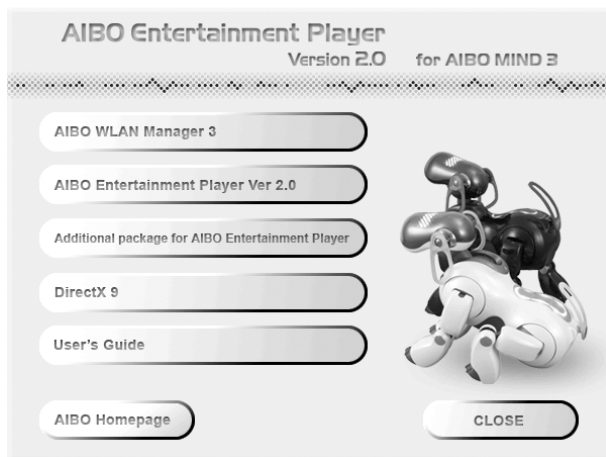 AIBO Entertainment Player
Version 2.0 for AIBO MIND 3
AIBO WLAN Manager 3
AIBO Entertainment Player Ver 2.0
Additional package for AIBO Entertainment Player
DirectX 9
User's Guide
AIBO Homepage
CLOSE